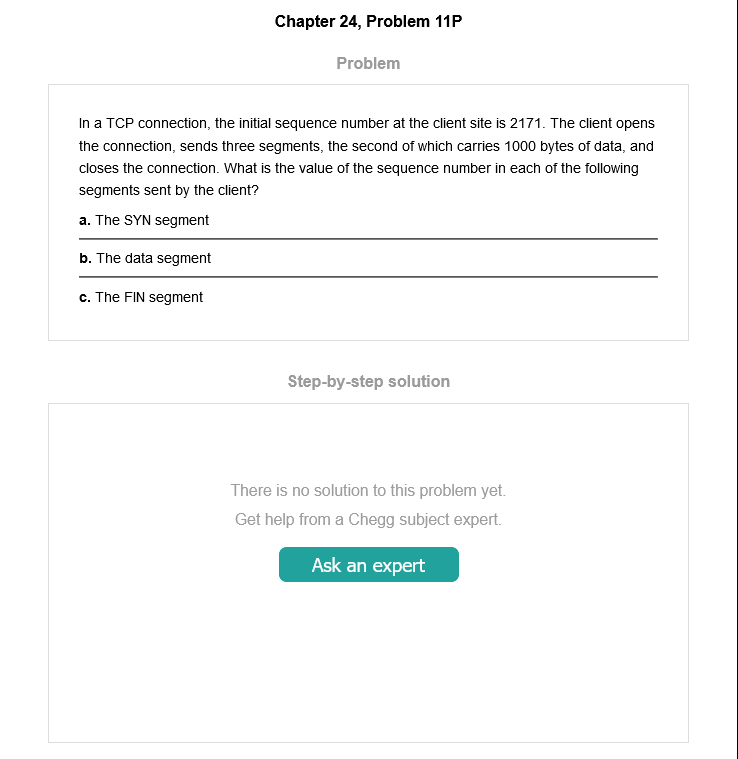 Chapter 24, Problem 11P
Problem
In a TCP connection, the initial sequence number at the client site is 2171. The client opens
the connection, sends three segments, the second of which carries 1000 bytes of data, and
closes the connection. What is the value of the sequence number in each of the following
segments sent by the client?
a. The SYN segment
b. The data segment
c. The FIN segment
Step-by-step solution
There is no solution to this problem yet.
Get help from a Chegg subject expert.
Ask an expert